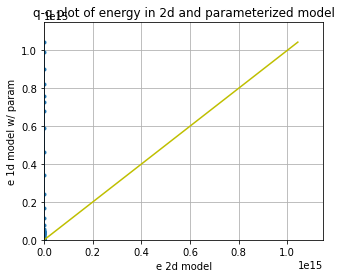 q-q plot of energy in 2d and parameterized model
1e15
1.0
0.8
0.6
0.4
0.2
0.0
e 1d model w/ param
0.0 0.2 0.4 0.6 0.8 1.0
1e15
e 2d model